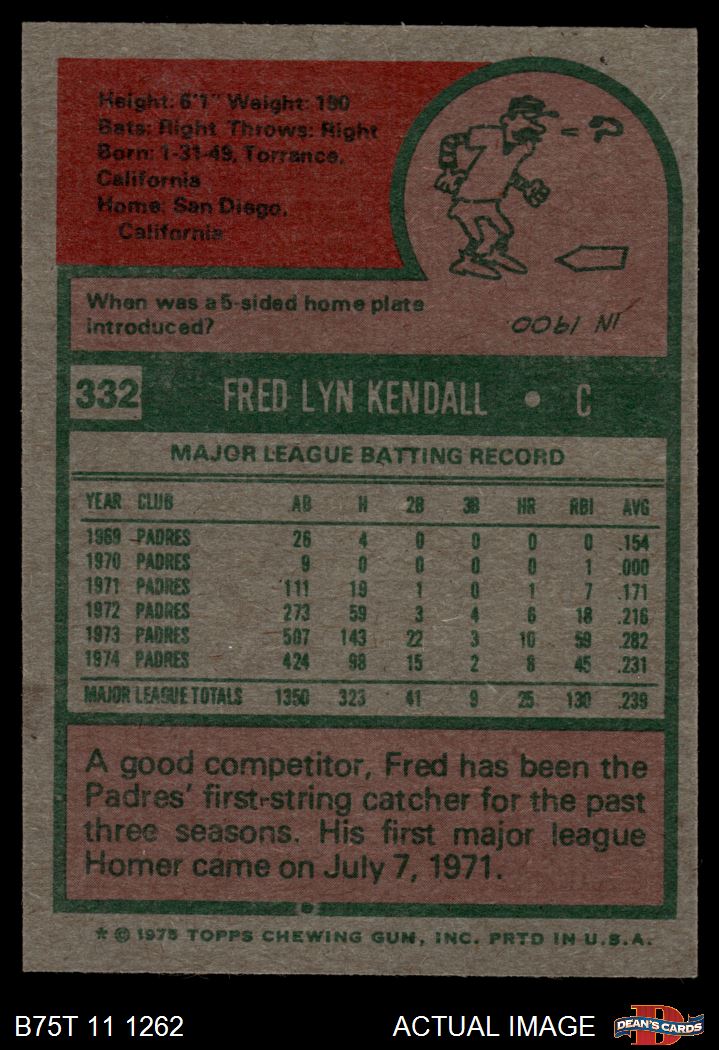 Height: 6'1" Weight: 190
Bats: Right Throws: Right
Born: 1-31-49, Torrance,
California
Home: San Diego,
California
?
When was a 5-sided home plate
introduced?
IN 1900
332 FRED LYN KENDALL • C
MAJOR LEAGUE BATTING RECORD
YEAR CLUB AB H 2B 3B HR RBI AVG
1969 PADRES 26 4 0 0 0 0 .154
1970 PADRES 9 0 0 0 0 1 .000
1971 PADRES 111 19 1 0 1 7 .171
1972 PADRES 273 59 3 4 6 18 .216
1973 PADRES 507 143 22 3 10 59 .282
1974 PADRES 424 98 15 2 8 45 .231
MAJOR LEAGUE TOTALS 1350 323 41 9 25 130 .239
A good competitor, Fred has been the
Padres' first-string catcher for the past
three seasons. His first major league
Homer came on July 7, 1971.
* © 1975 TOPPS CHEWING GUM, INC. PRTD IN U.S.A.
B75T 11 1262 ACTUAL IMAGE D DEAN'S CARDS